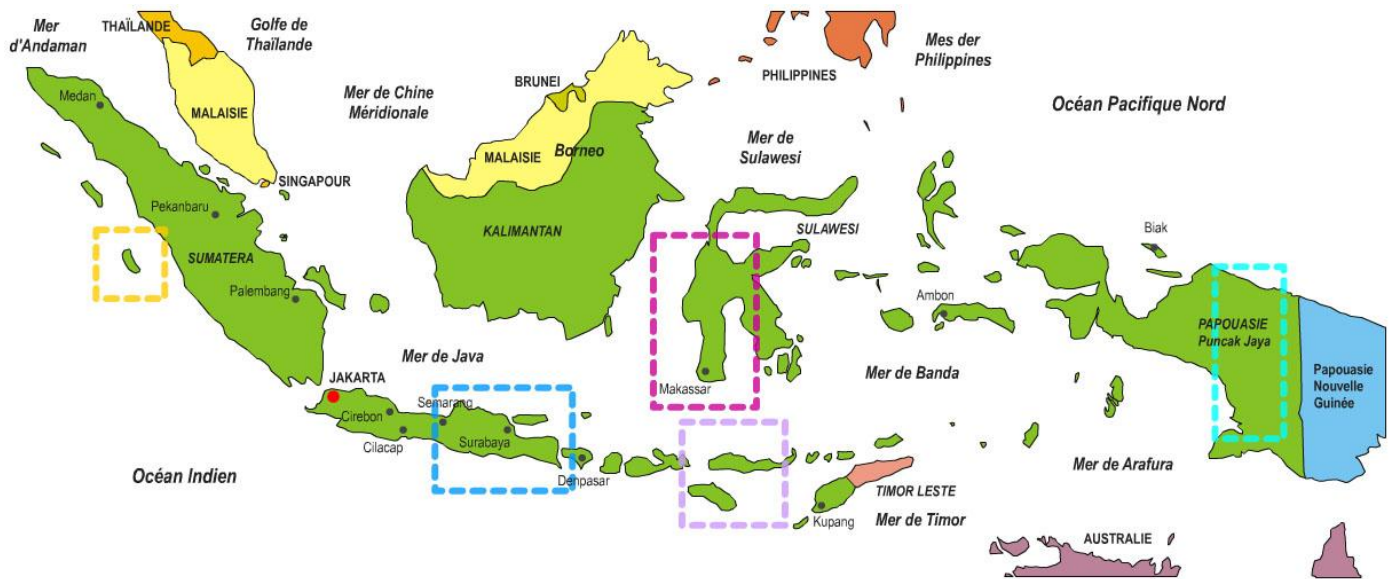 Mer
d'Andaman
THAÏLANDE
Golfe de
Thaïlande
Mes der
Philippines
PHILIPPINES
BRUNEI
Medan
MALAISIE
Mer de Chine
Méridionale
Océan Pacifique Nord
Mer de
Sulawesi
MALAISIE
Borneo
SINGAPOUR
Pekanbaru
KALIMANTAN
SULAWESI
Biak
SUMATERA
Palembang
Ambon
PAPOUASIE
Puncak Jaya
Mer de Java
Makassar
Mer de Banda
Papouasie
Nouvelle
Guinée
JAKARTA
Cirebon
Semarang
Cilacap
Surabaya
Océan Indien
Denpasar
TIMOR LESTE
Kupang
Mer de Timor
Mer de Arafura
AUSTRALIE